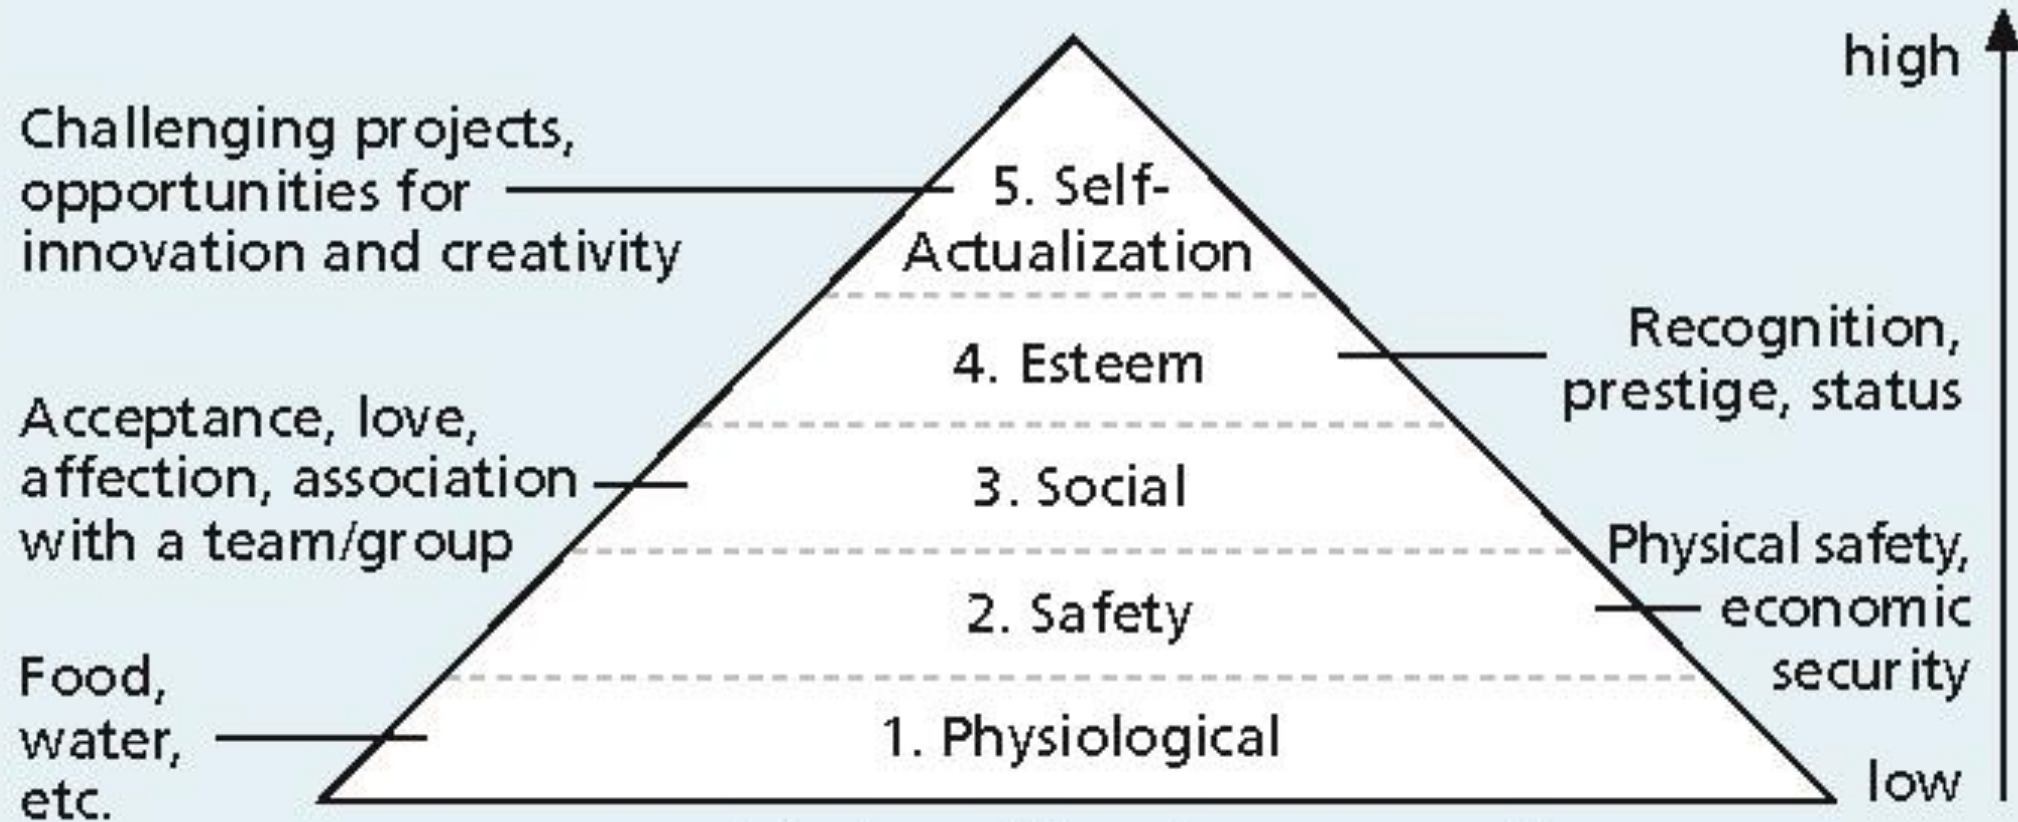 high
Challenging projects,
opportunities for
innovation and creativity
5. Self-
Actualization
Recognition,
prestige, status
4. Esteem
Acceptance, love,
affection, association
with a team/group
3. Social
Physical safety,
economic
security
2. Safety
Food,
water,
etc.
1. Physiological
low